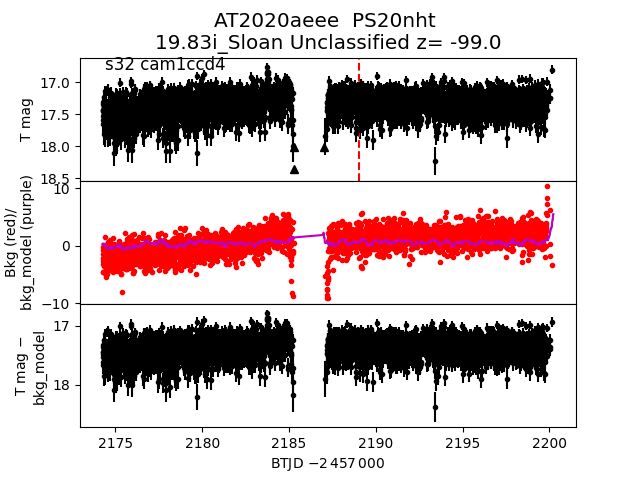 AT2020aeee PS20nht
19.83i_Sloan Unclassified z= -99.0
s32 cam1ccd4
17.0
17.5
18.0
18.5
T mag
10
0
−10
Bkg (red)/
bkg_model (purple)
17
18
T mag −
bkg_model
2175 2180 2185 2190 2195 2200
BTJD −2 457 000